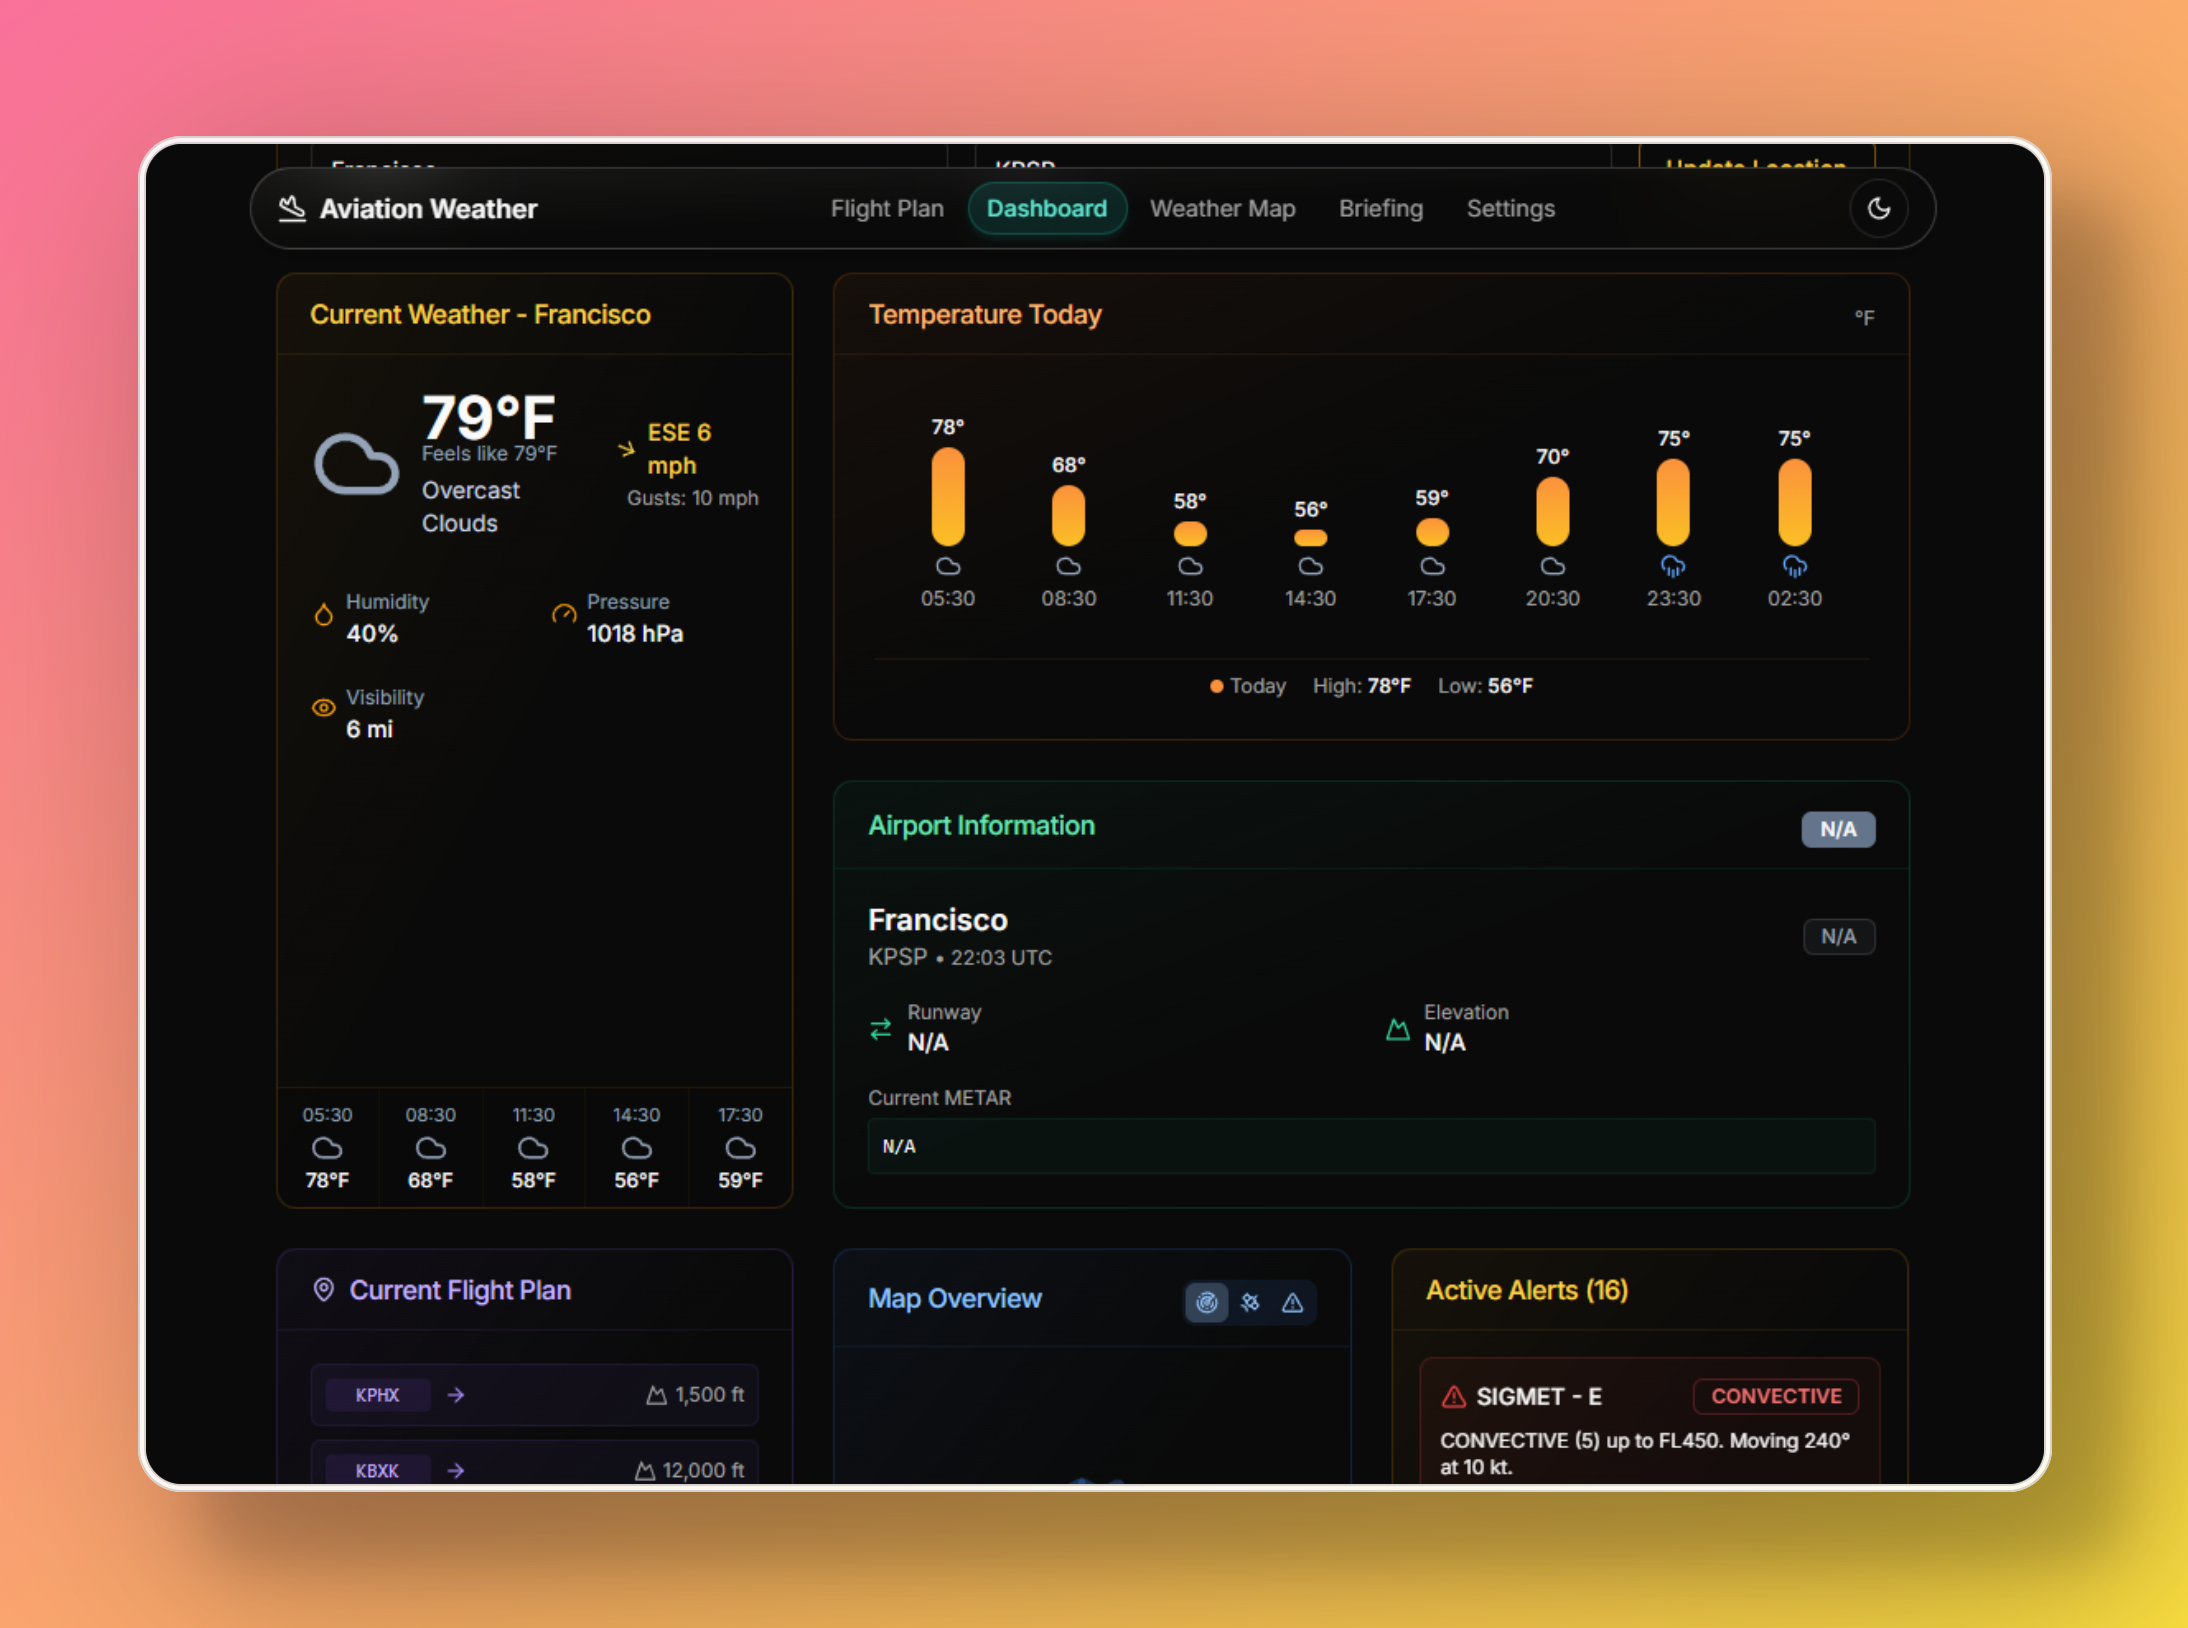 Francisco
KPSP
Update Location
Aviation Weather
Flight Plan
Dashboard
Weather Map
Briefing
Settings
Current Weather - Francisco
79°F
Feels like 79°F
Overcast
Clouds
ESE 6
mph
Gusts: 10 mph
Humidity
40%
Pressure
1018 hPa
Visibility
6 mi
05:30 08:30 11:30 14:30 17:30
78°F 68°F 58°F 56°F 59°F
Temperature Today
°F
78° 68° 58° 56° 59° 70° 75° 75°
05:30 08:30 11:30 14:30 17:30 20:30 23:30 02:30
Today High: 78°F Low: 56°F
Airport Information
N/A
Francisco
KPSP • 22:03 UTC
N/A
Runway
N/A
Elevation
N/A
Current METAR
N/A
Current Flight Plan
KPHX → 1,500 ft
KBXK → 12,000 ft
Map Overview
Active Alerts (16)
SIGMET - E
CONVECTIVE
CONVECTIVE (5) up to FL450. Moving 240°
at 10 kt.